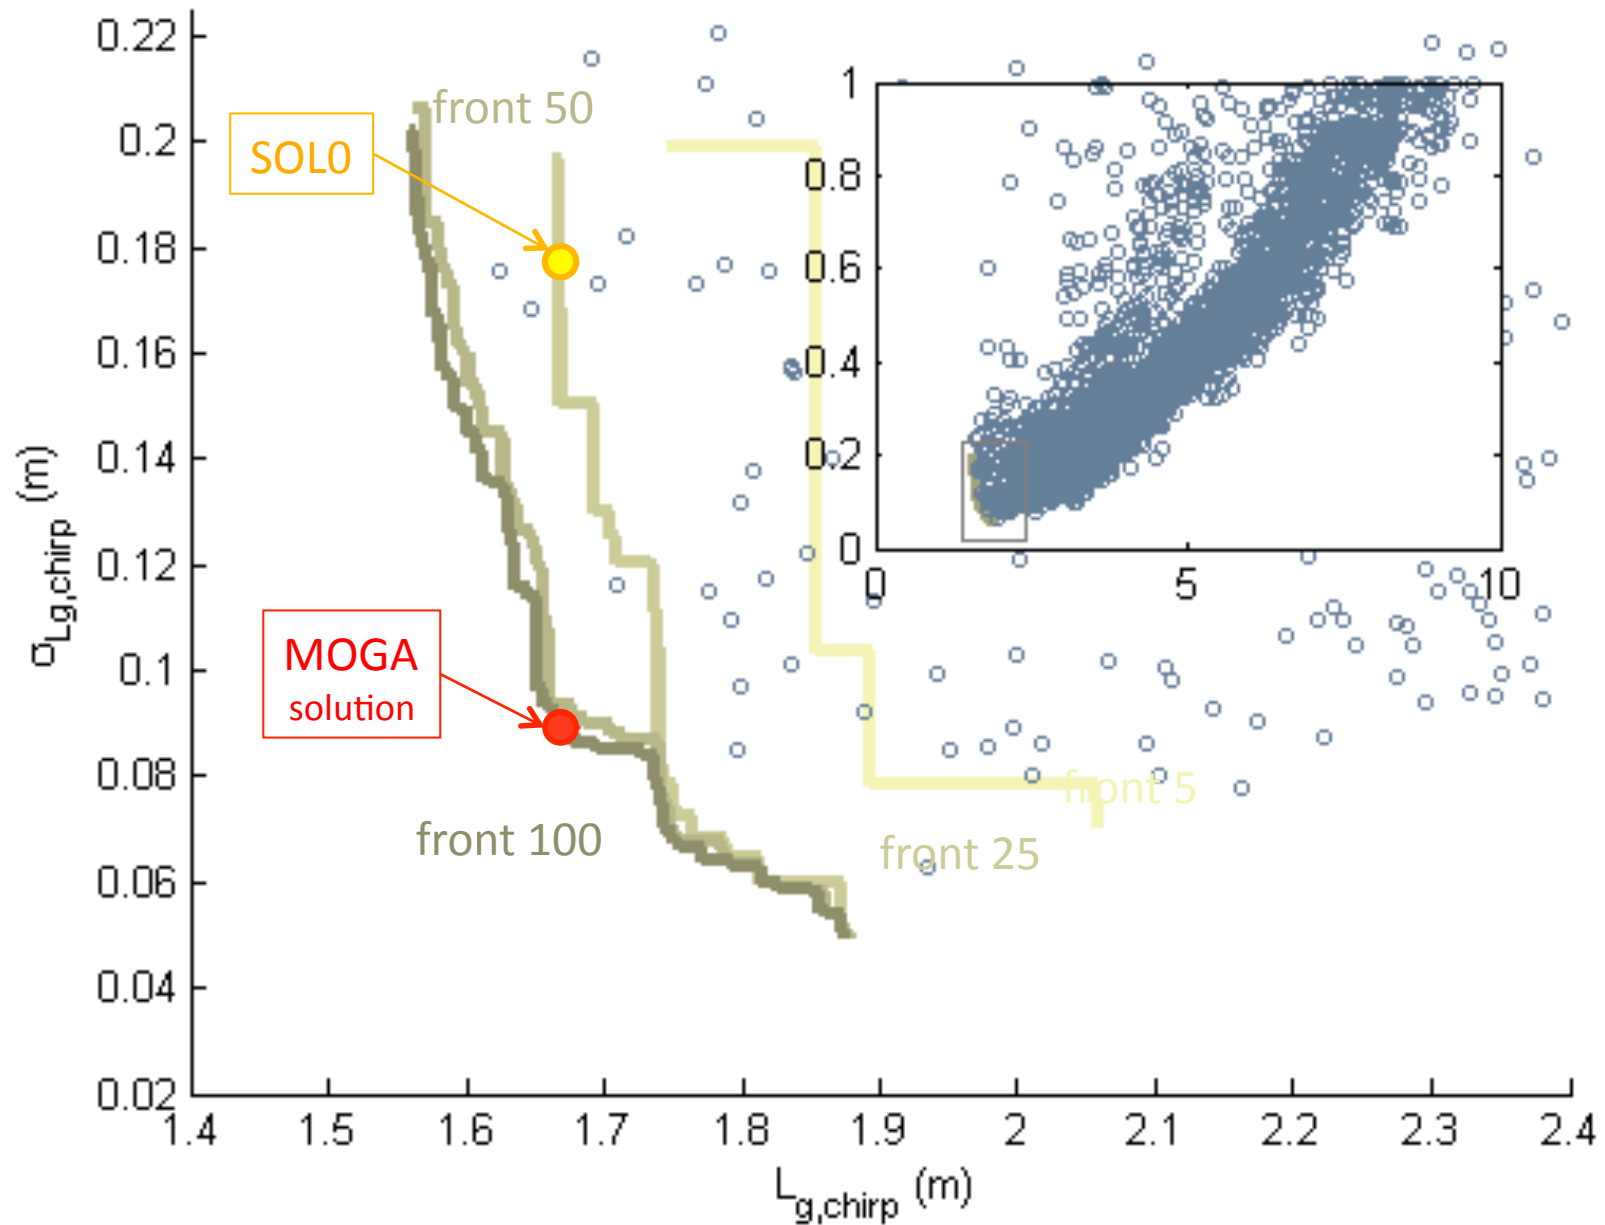 0.22
0.2
0.18
0.16
0.14
0.12
0.1
0.08
0.06
0.04
0.02
σLg,chirp (m)
front 50
SOL0
MOGA
solution
front 100
front 5
front 25
1
0.8
0.6
0.4
0.2
0
0 5 10
1.4 1.5 1.6 1.7 1.8 1.9 2 2.1 2.2 2.3 2.4
Lg,chirp (m)